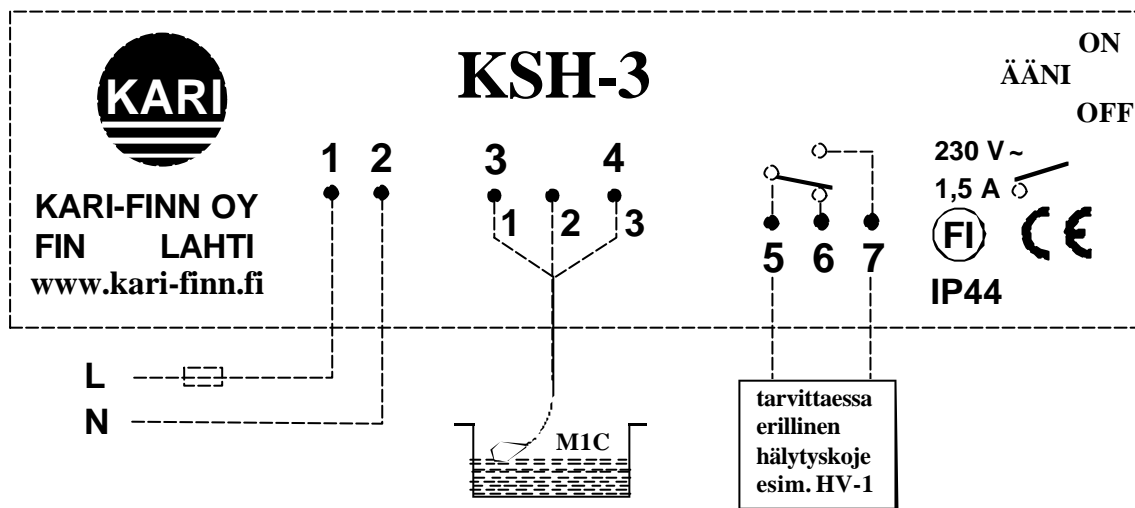 KARI
KARI-FINN OY
FIN LAHTI
www.kari-finn.fi
KSH-3
ON
ÄÄNI
OFF
1 2 3 4
1 2 3
5 6 7
230 V ~
1,5 A
FI CE
IP44
L
N
M1C
tarvittaessa
erillinen
hälytyskoje
esim. HV-1